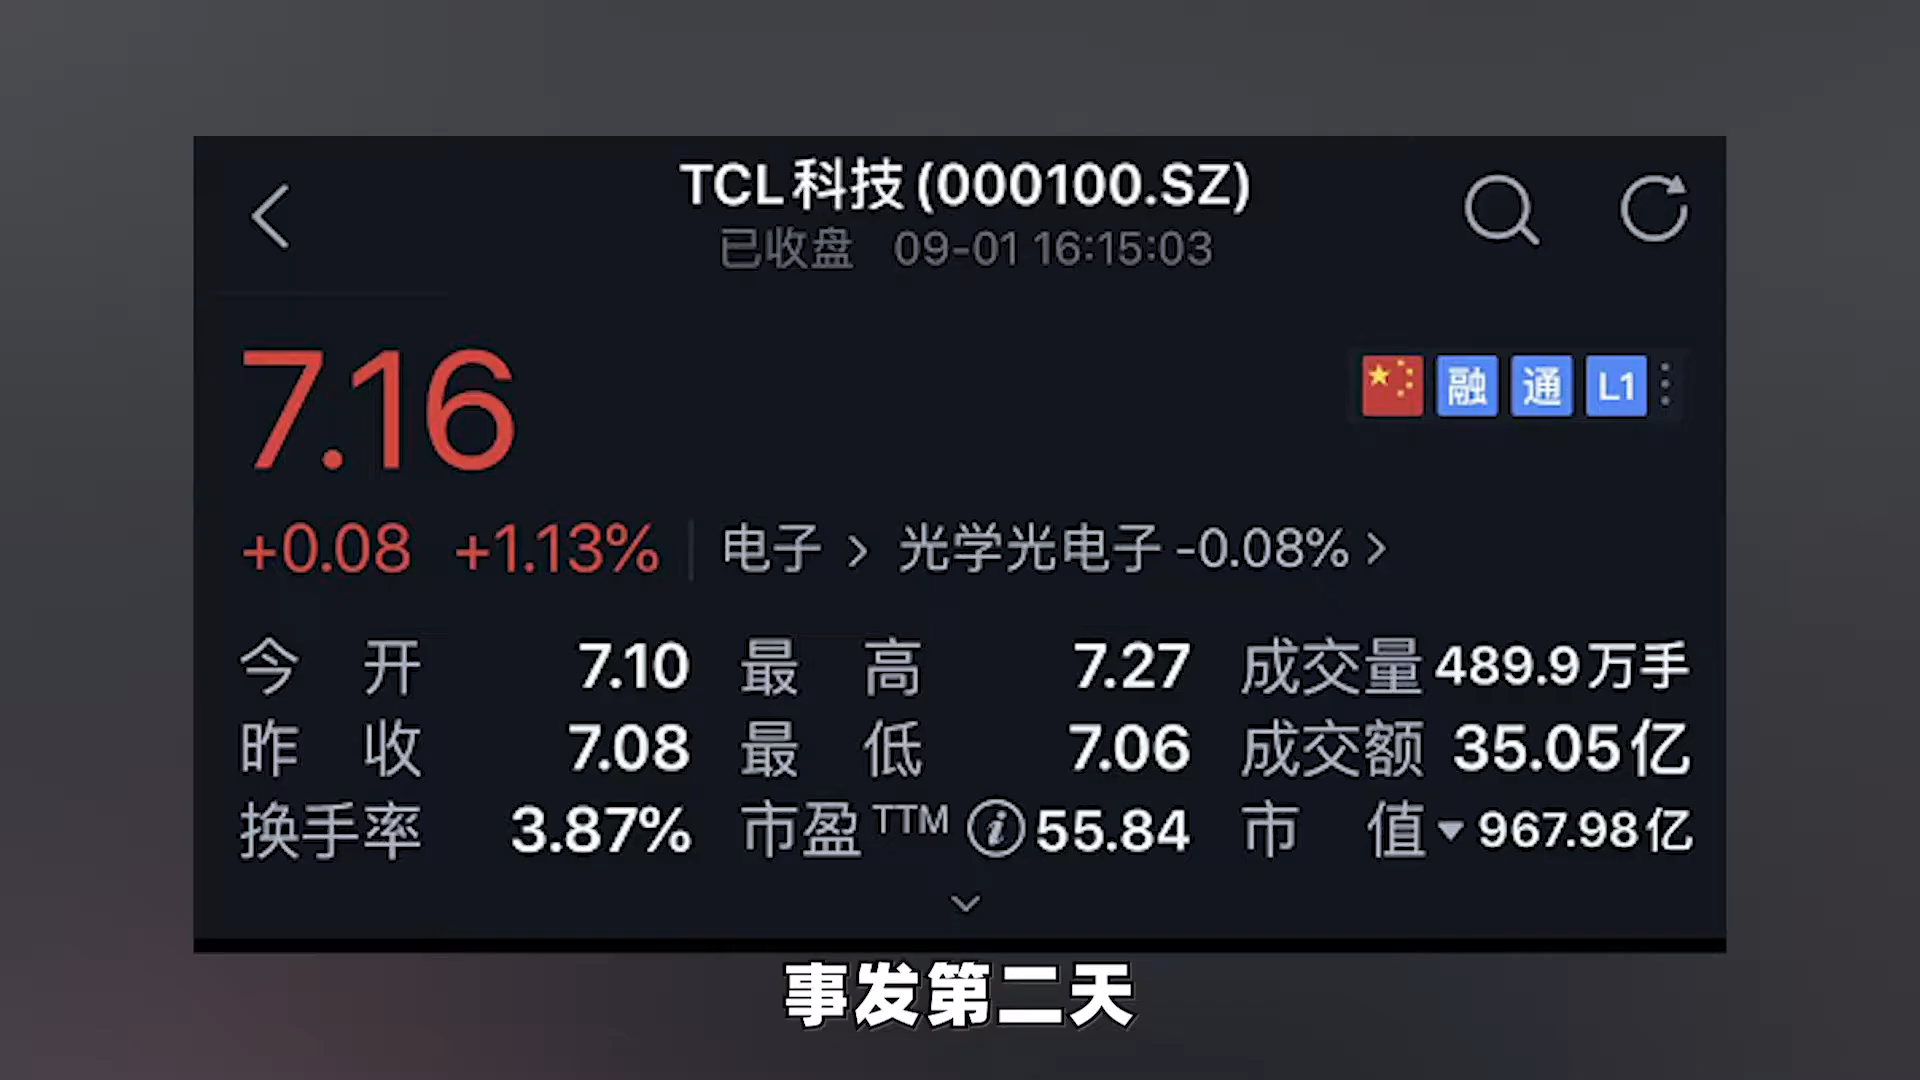 TCL科技(000100.SZ)
已收盘 09-01 16:15:03
7.16
融 通 L1
+0.08 +1.13% 电子 > 光学光电子 -0.08% >
今开 7.10 最高 7.27 成交量 489.9万手
昨收 7.08 最低 7.06 成交额 35.05亿
换手率 3.87% 市盈TTM i 55.84 市值 967.98亿
事发第二天